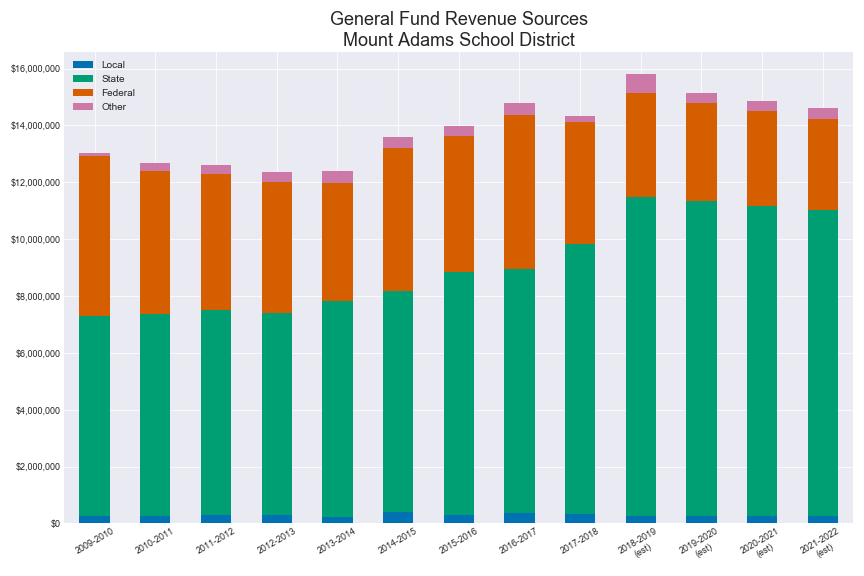 General Fund Revenue Sources
Mount Adams School District
Local
State
Federal
Other
$16,000,000
$14,000,000
$12,000,000
$10,000,000
$8,000,000
$6,000,000
$4,000,000
$2,000,000
$0
2009-2010
2010-2011
2011-2012
2012-2013
2013-2014
2014-2015
2015-2016
2016-2017
2017-2018
2018-2019
(est)
2019-2020
(est)
2020-2021
(est)
2021-2022
(est)